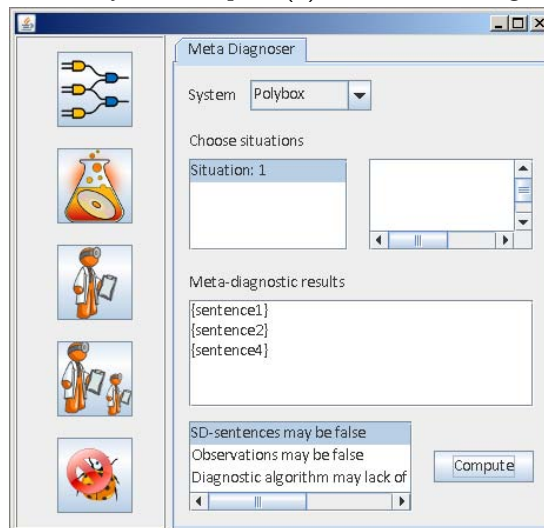 Meta Diagnoser
System Polybox
Choose situations
Situation: 1
Meta-diagnostic results
{sentence1}
{sentence2}
{sentence4}
SD-sentences may be false
Observations may be false
Diagnostic algorithm may lack of
Compute